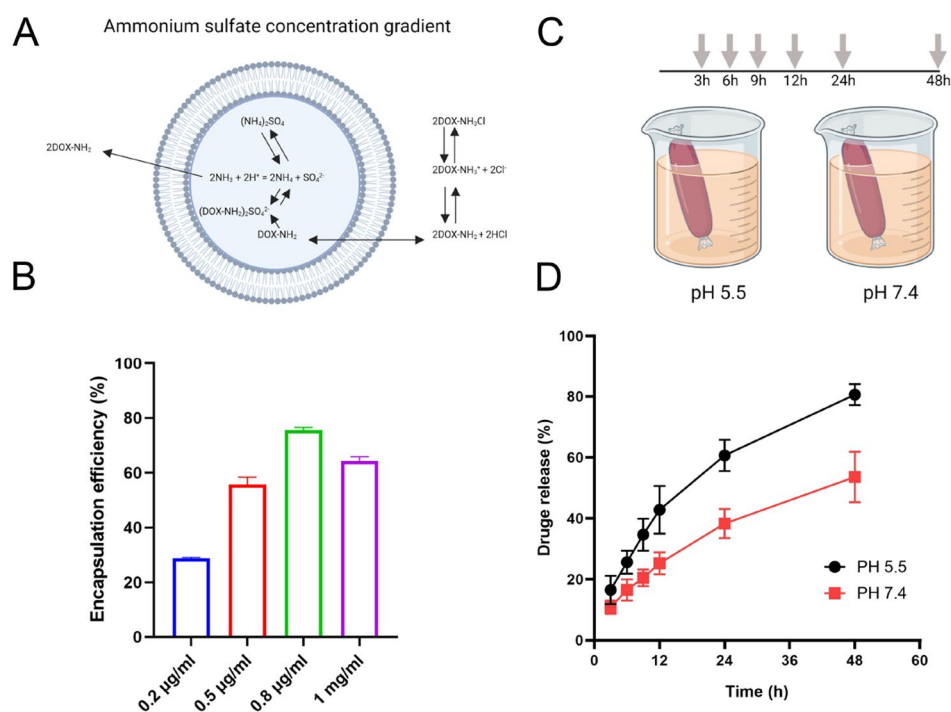 A
Ammonium sulfate concentration gradient
(NH4)₂SO₄
2DOX-NH₂
2NH₃ + 2H⁺ = 2NH₄ + SO₄²⁻
(DOX-NH₂)₂SO₄²⁻
DOX-NH₂
2DOX-NH₃Cl
2DOX-NH₃⁺ + 2Cl⁻
2DOX-NH₂ + 2HCl
B
Encapsulation efficiency (%)
100
80
60
40
20
0
0.2 µg/ml
0.5 µg/ml
0.8 µg/ml
1 mg/ml
C
3h 6h 9h 12h 24h 48h
pH 5.5
pH 7.4
D
Druge release (%)
100
80
60
40
20
0
PH 5.5
PH 7.4
0 12 24 36 48 60
Time (h)